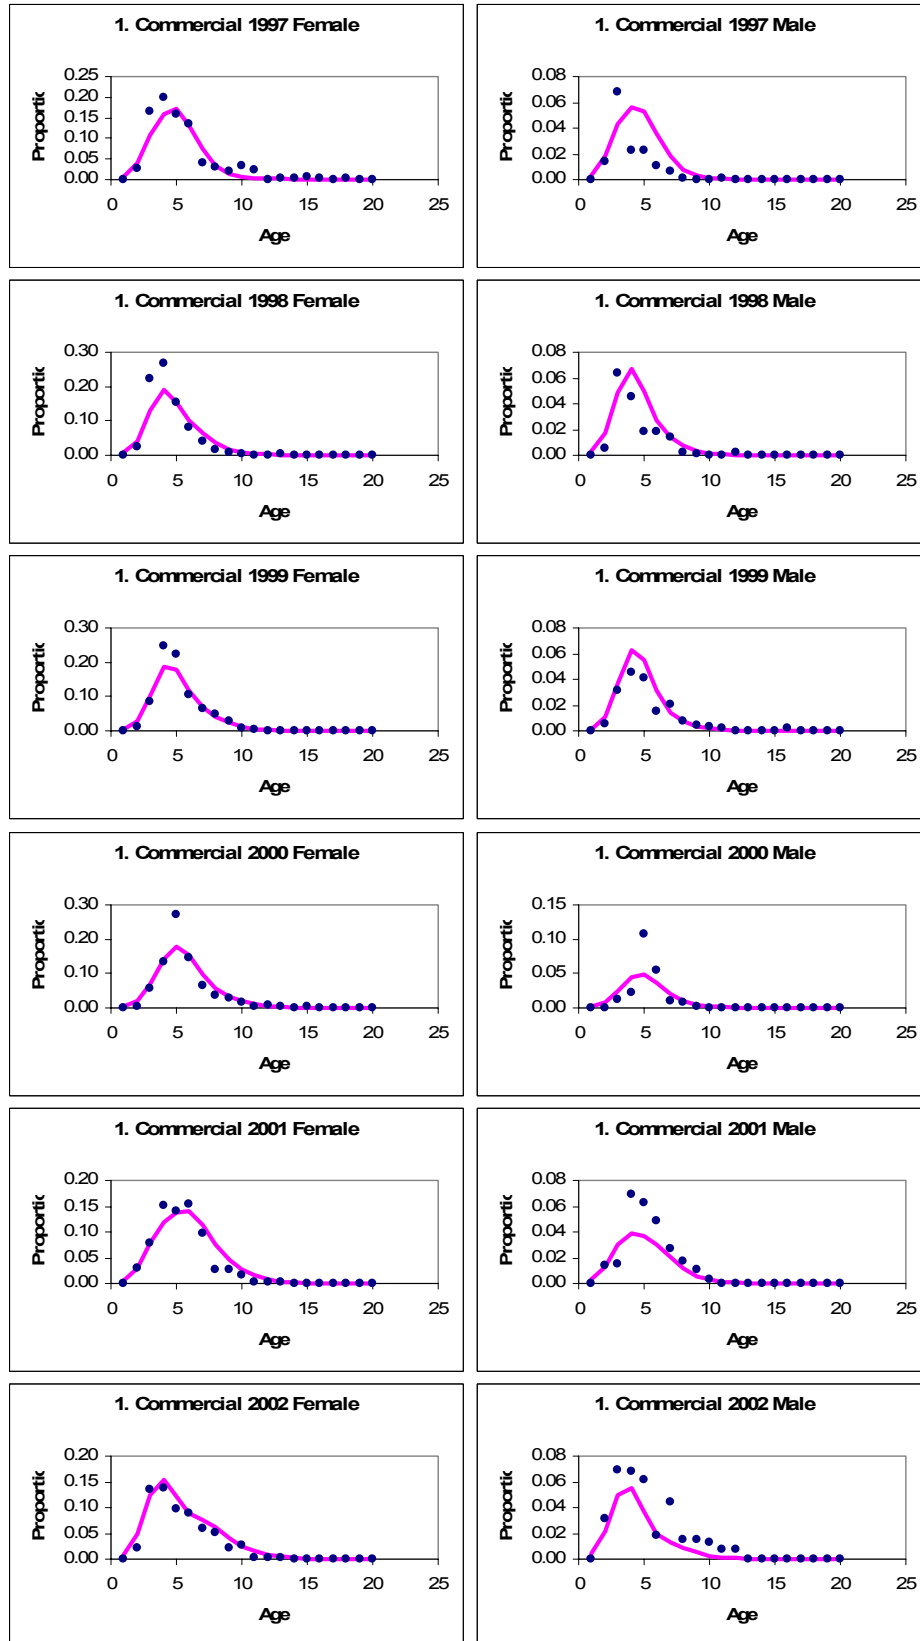 1. Commercial 1997 Female
Proportic
0.25
0.20
0.15
0.10
0.05
0.00
0 5 10 15 20 25
Age
1. Commercial 1997 Male
Proportic
0.08
0.06
0.04
0.02
0.00
0 5 10 15 20 25
Age
1. Commercial 1998 Female
Proportic
0.30
0.20
0.10
0.00
0 5 10 15 20 25
Age
1. Commercial 1998 Male
Proportic
0.08
0.06
0.04
0.02
0.00
0 5 10 15 20 25
Age
1. Commercial 1999 Female
Proportic
0.30
0.20
0.10
0.00
0 5 10 15 20 25
Age
1. Commercial 1999 Male
Proportic
0.08
0.06
0.04
0.02
0.00
0 5 10 15 20 25
Age
1. Commercial 2000 Female
Proportic
0.30
0.20
0.10
0.00
0 5 10 15 20 25
Age
1. Commercial 2000 Male
Proportic
0.15
0.10
0.05
0.00
0 5 10 15 20 25
Age
1. Commercial 2001 Female
Proportic
0.20
0.15
0.10
0.05
0.00
0 5 10 15 20 25
Age
1. Commercial 2001 Male
Proportic
0.08
0.06
0.04
0.02
0.00
0 5 10 15 20 25
Age
1. Commercial 2002 Female
Proportic
0.20
0.15
0.10
0.05
0.00
0 5 10 15 20 25
Age
1. Commercial 2002 Male
Proportic
0.08
0.06
0.04
0.02
0.00
0 5 10 15 20 25
Age